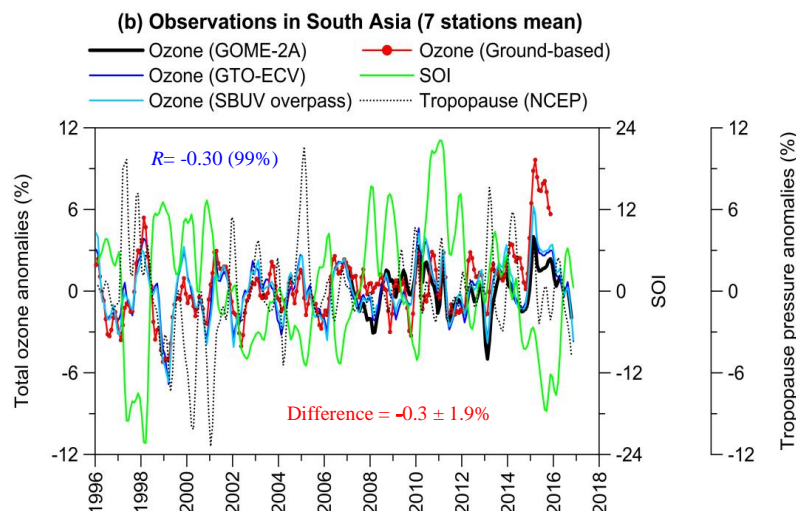 (b) Observations in South Asia (7 stations mean)
Ozone (GOME-2A) Ozone (Ground-based)
Ozone (GTO-ECV) SOI
Ozone (SBUV overpass) Tropopause (NCEP)
12 24 12
R= -0.30 (99%)
6 12 6
0 0 0
-6 -12 -6
Difference = -0.3 ± 1.9%
-12 -24 -12
Total ozone anomalies (%)
SOI
Tropopause pressure anomalies (%)
1996 1998 2000 2002 2004 2006 2008 2010 2012 2014 2016 2018